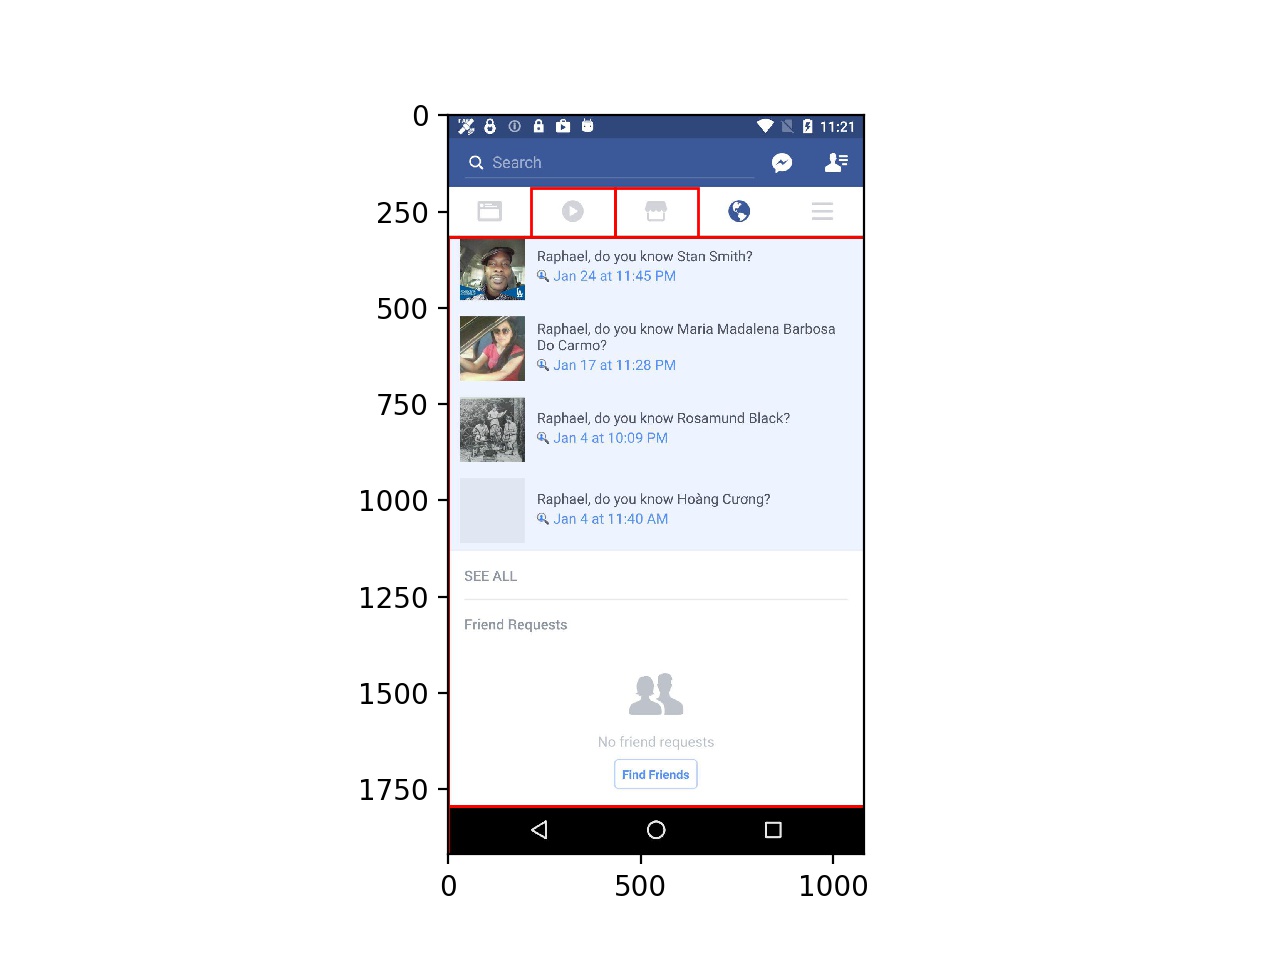 0
250
500
750
1000
1250
1500
1750
11:21
Search
Raphael, do you know Stan Smith?
Jan 24 at 11:45 PM
Raphael, do you know Maria Madalena Barbosa
Do Carmo?
Jan 17 at 11:28 PM
Raphael, do you know Rosamund Black?
Jan 4 at 10:09 PM
Raphael, do you know Hoàng Cương?
Jan 4 at 11:40 AM
SEE ALL
Friend Requests
No friend requests
Find Friends
0 500 1000